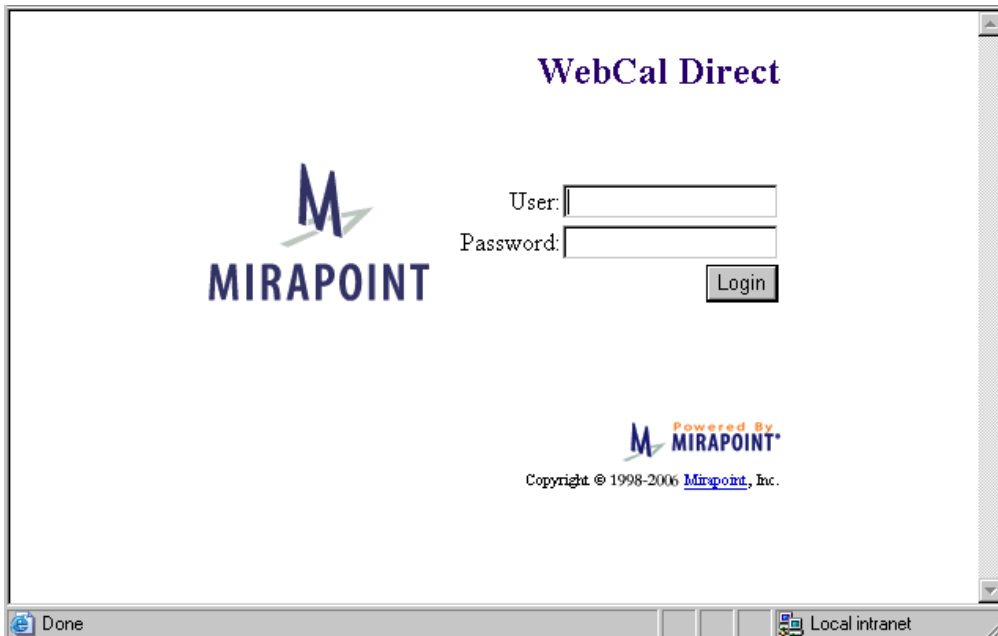 WebCal Direct
User:
Password:
MIRAPOINT
Login
Powered By
MIRAPOINT®
Copyright © 1998-2006 Mirapoint, Inc.
Done
Local intranet